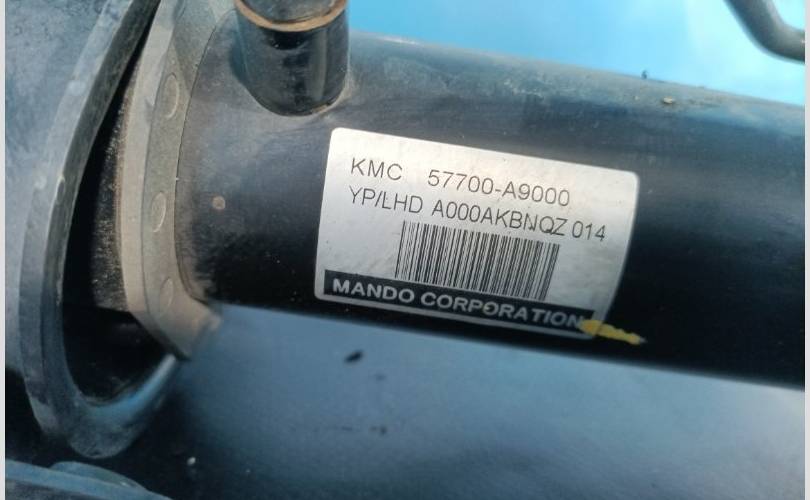 KMC 57700-A9000
YP/LHD A000AKBNQZ 014
MANDO CORPORATION